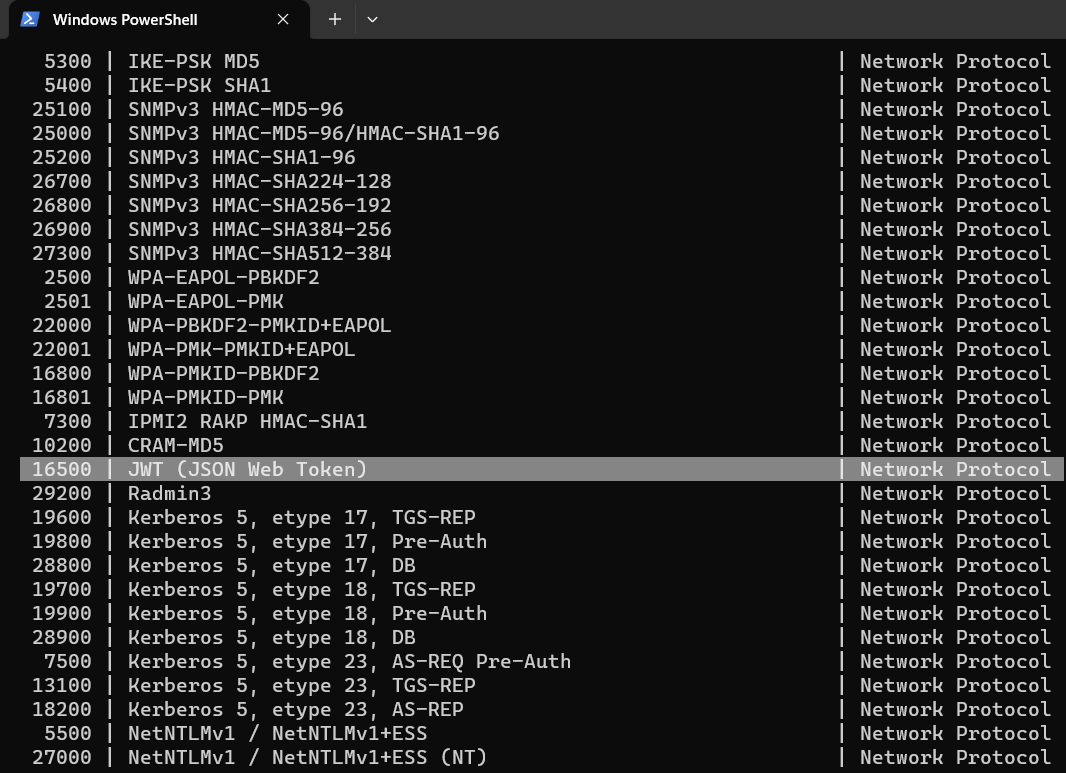 Windows PowerShell
5300 | IKE-PSK MD5 | Network Protocol
5400 | IKE-PSK SHA1 | Network Protocol
25100 | SNMPv3 HMAC-MD5-96 | Network Protocol
25000 | SNMPv3 HMAC-MD5-96/HMAC-SHA1-96 | Network Protocol
25200 | SNMPv3 HMAC-SHA1-96 | Network Protocol
26700 | SNMPv3 HMAC-SHA224-128 | Network Protocol
26800 | SNMPv3 HMAC-SHA256-192 | Network Protocol
26900 | SNMPv3 HMAC-SHA384-256 | Network Protocol
27300 | SNMPv3 HMAC-SHA512-384 | Network Protocol
2500 | WPA-EAPOL-PBKDF2 | Network Protocol
2501 | WPA-EAPOL-PMK | Network Protocol
22000 | WPA-PBKDF2-PMKID+EAPOL | Network Protocol
22001 | WPA-PMK-PMKID+EAPOL | Network Protocol
16800 | WPA-PMKID-PBKDF2 | Network Protocol
16801 | WPA-PMKID-PMK | Network Protocol
7300 | IPMI2 RAKP HMAC-SHA1 | Network Protocol
10200 | CRAM-MD5 | Network Protocol
16500 | JWT (JSON Web Token) | Network Protocol
29200 | Radmin3 | Network Protocol
19600 | Kerberos 5, etype 17, TGS-REP | Network Protocol
19800 | Kerberos 5, etype 17, Pre-Auth | Network Protocol
28800 | Kerberos 5, etype 17, DB | Network Protocol
19700 | Kerberos 5, etype 18, TGS-REP | Network Protocol
19900 | Kerberos 5, etype 18, Pre-Auth | Network Protocol
28900 | Kerberos 5, etype 18, DB | Network Protocol
7500 | Kerberos 5, etype 23, AS-REQ Pre-Auth | Network Protocol
13100 | Kerberos 5, etype 23, TGS-REP | Network Protocol
18200 | Kerberos 5, etype 23, AS-REP | Network Protocol
5500 | NetNTLMv1 / NetNTLMv1+ESS | Network Protocol
27000 | NetNTLMv1 / NetNTLMv1+ESS (NT) | Network Protocol